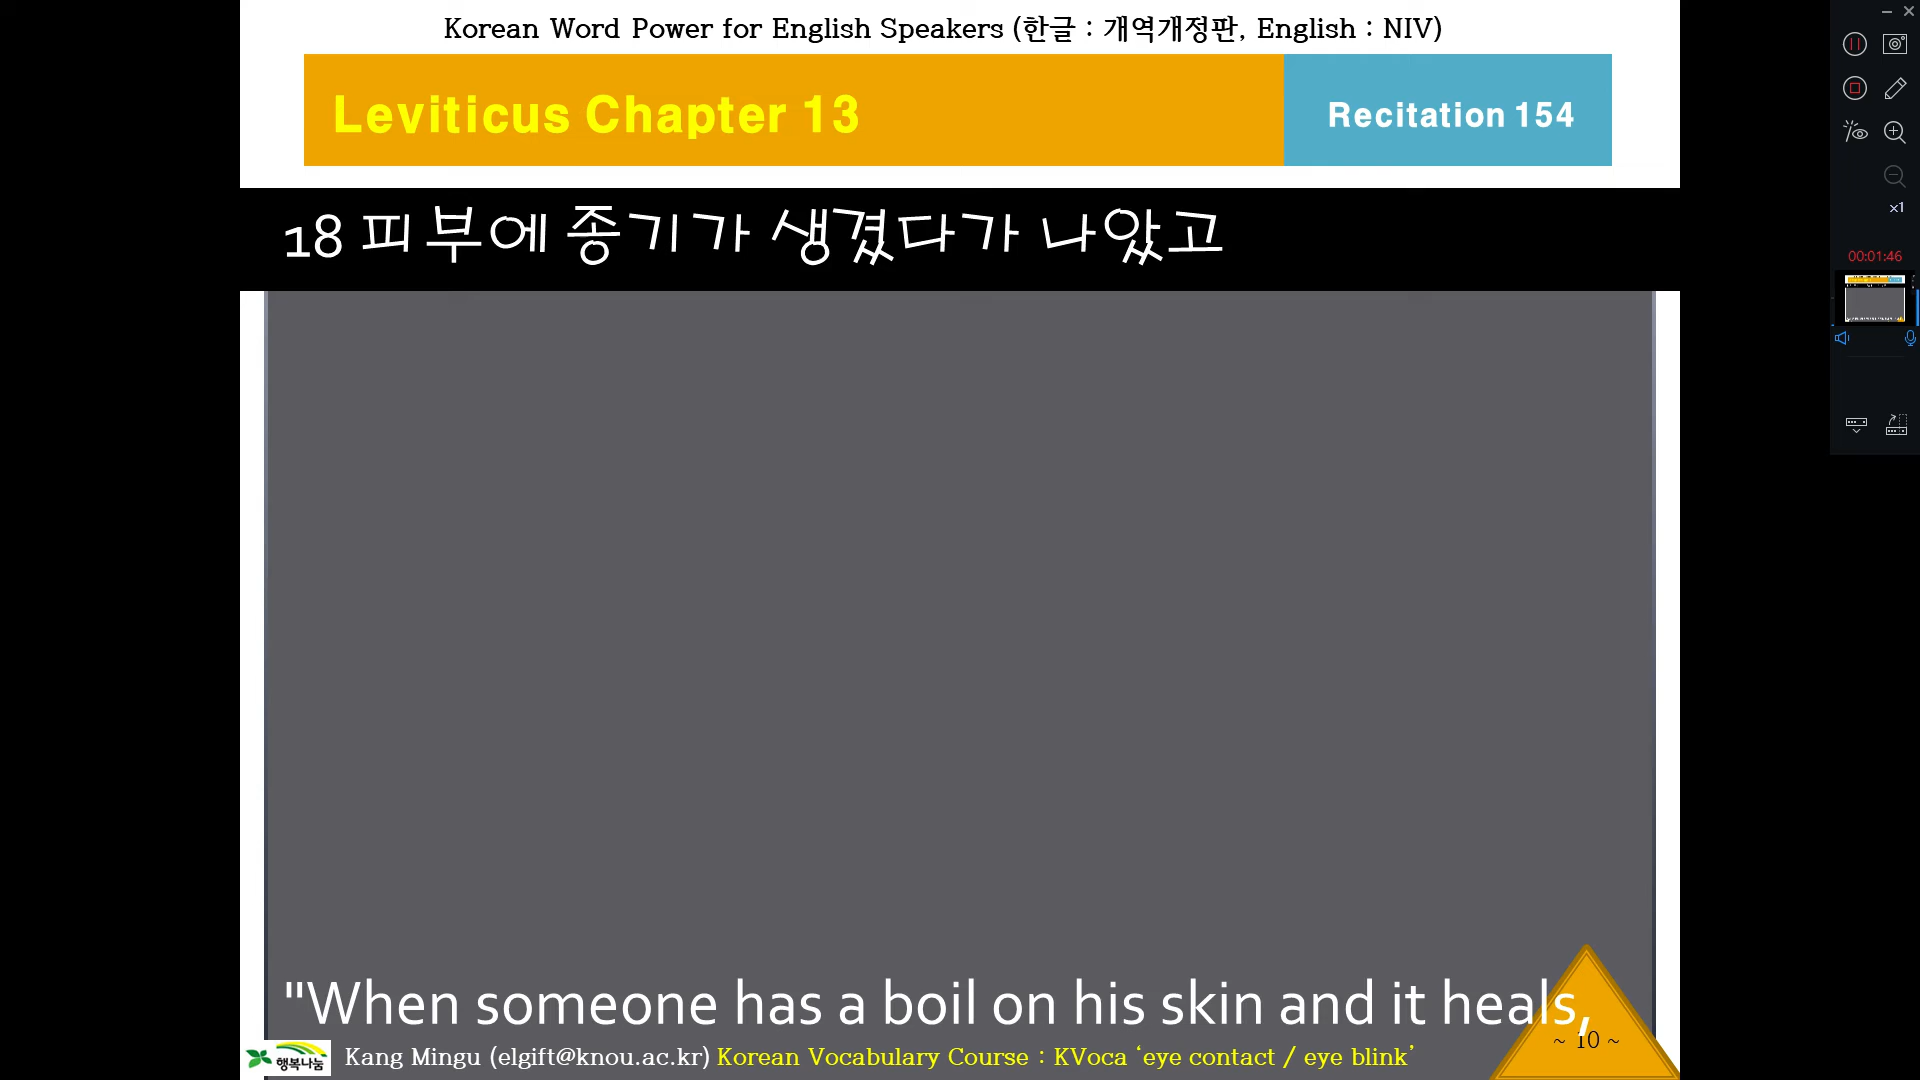 Korean Word Power for English Speakers (한글 : 개역개정판, English : NIV)
Leviticus Chapter 13
Recitation 154
18 피부에 종기가 생겼다가 나았고
x1
00:01:46
"When someone has a boil on his skin and it heals,
~ 10 ~
행복나눔
Kang Mingu (elgift@knou.ac.kr) Korean Vocabulary Course : KVoca ‘eye contact / eye blink’